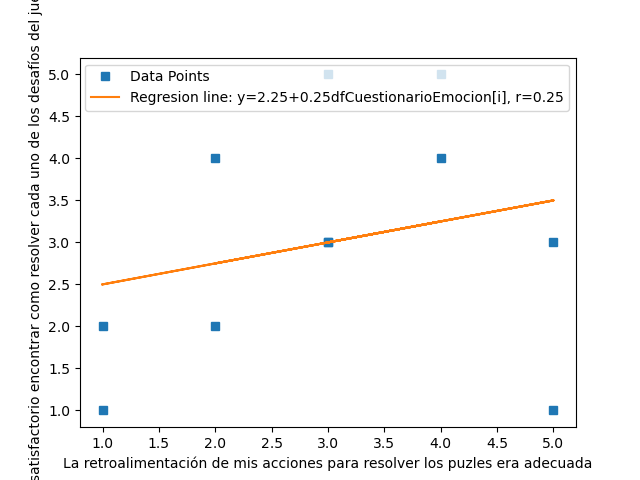 Data Points
Regresion line: y=2.25+0.25dfCuestionarioEmocion[i], r=0.25
5.0
4.5
4.0
3.5
3.0
2.5
2.0
1.5
1.0
satisfactorio encontrar como resolver cada uno de los desafíos del
1.0 1.5 2.0 2.5 3.0 3.5 4.0 4.5 5.0
La retroalimentación de mis acciones para resolver los puzles era adecuada